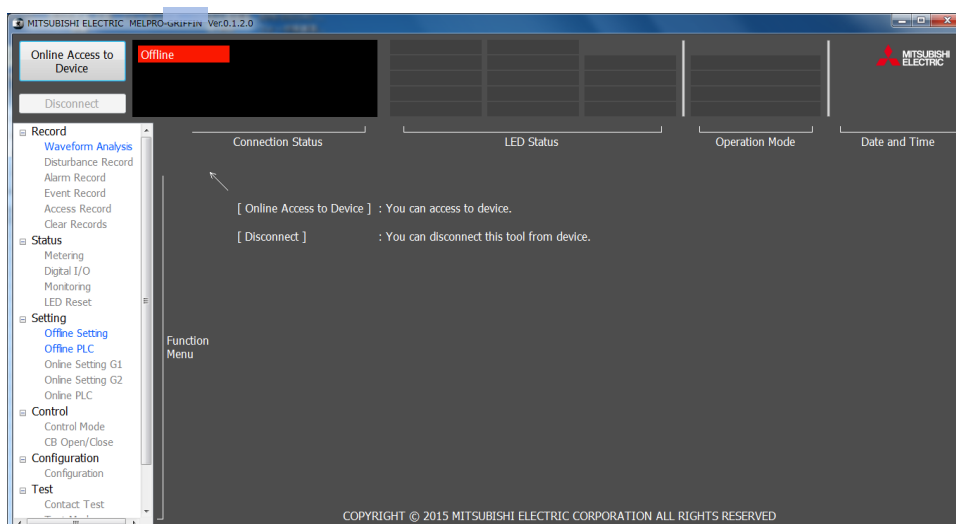 MITSUBISHI ELECTRIC MELPRO-GRIFFIN Ver.0.1.2.0
Online Access to
Device
Offline
MITSUBISHI
ELECTRIC
Disconnect
Connection Status
LED Status
Operation Mode
Date and Time
Record
Waveform Analysis
Disturbance Record
Alarm Record
Event Record
Access Record
Clear Records
Status
Metering
Digital I/O
Monitoring
LED Reset
Setting
Offline Setting
Offline PLC
Online Setting G1
Online Setting G2
Online PLC
Control
Control Mode
CB Open/Close
Configuration
Configuration
Test
Contact Test
[ Online Access to Device ] : You can access to device.
[ Disconnect ] : You can disconnect this tool from device.
Function
Menu
COPYRIGHT © 2015 MITSUBISHI ELECTRIC CORPORATION ALL RIGHTS RESERVED